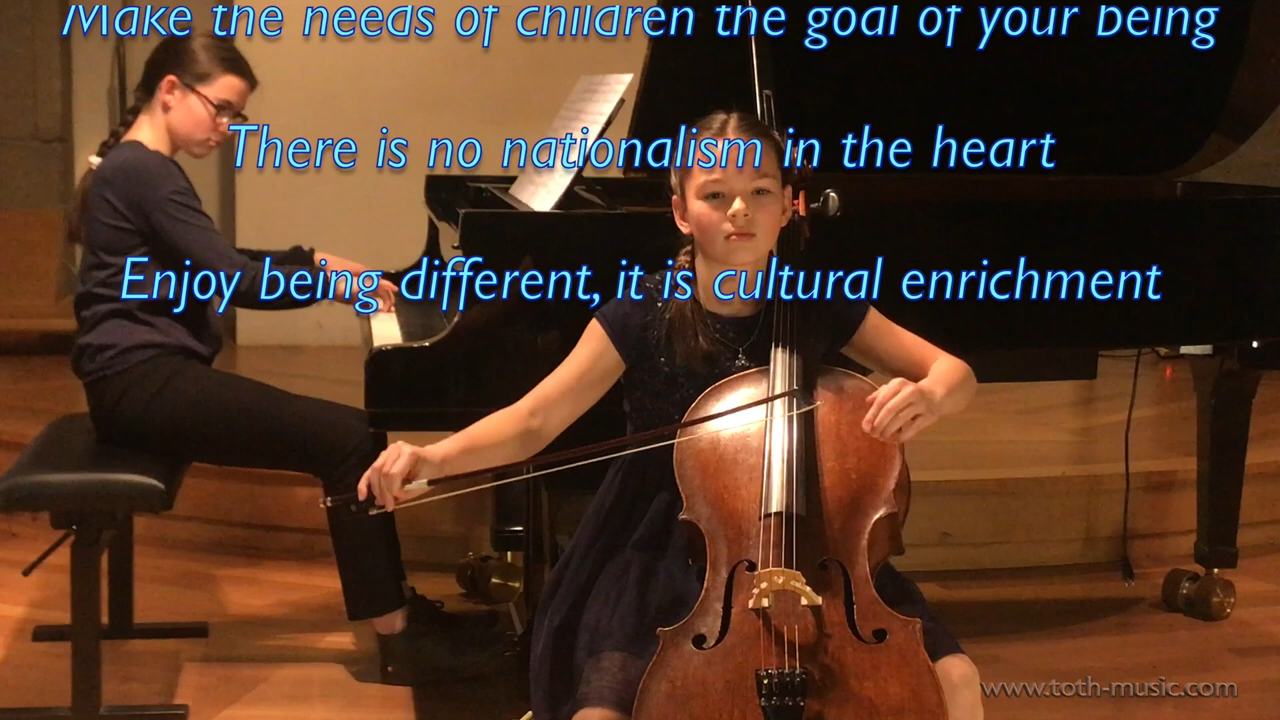 Make the needs of children the goal of your being
There is no nationalism in the heart
Enjoy being different, it is cultural enrichment
www.toth-music.com